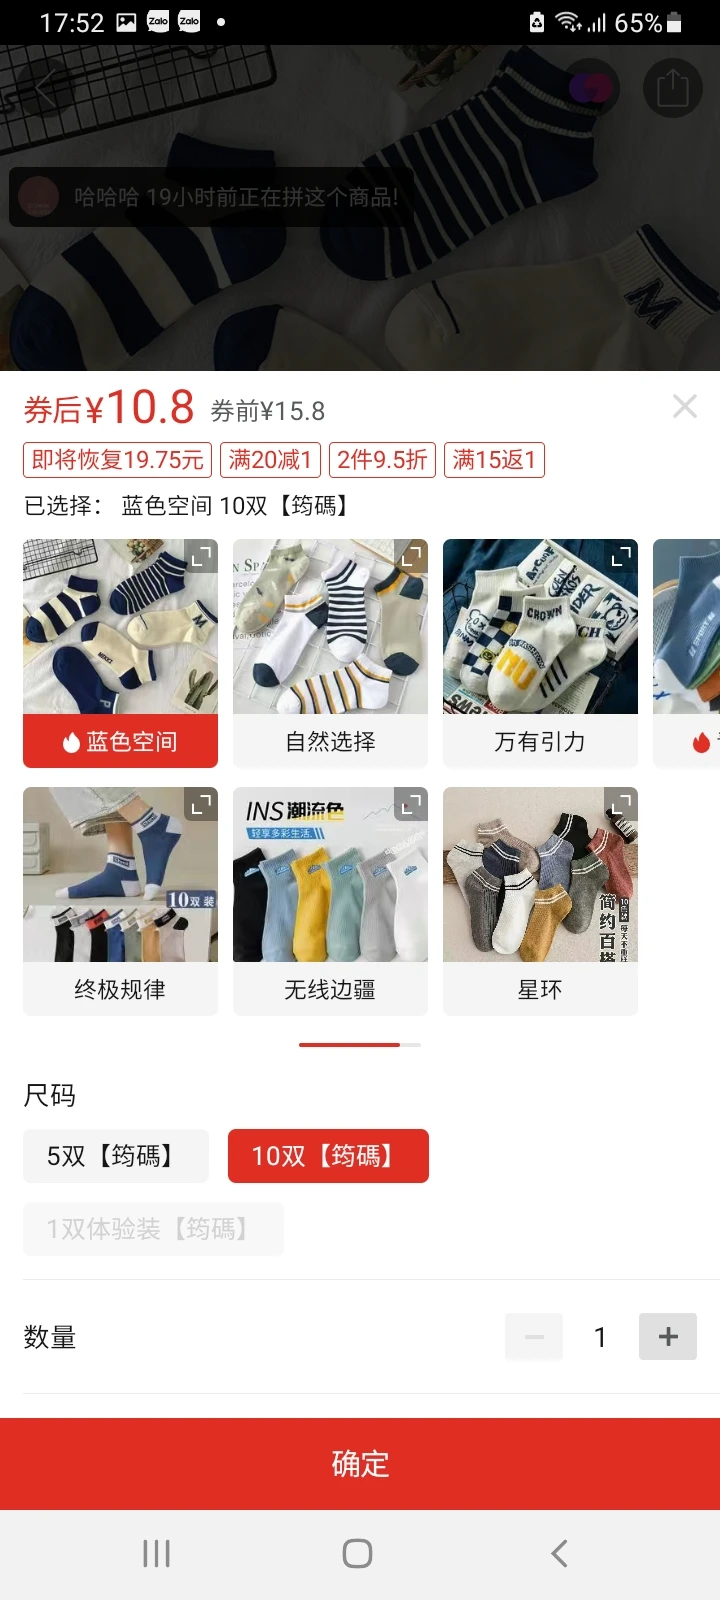 17:52 Zalo Zalo 65%
哈哈哈 19小时前正在拼这个商品!
券后¥10.8 券前¥15.8
即将恢复19.75元 满20减1 2件9.5折 满15返1
已选择： 蓝色空间 10双【筠碼】
M
CROWN
MU
蓝色空间 自然选择 万有引力
10双装
INS潮流色
轻享多彩生活.
简约百搭
终极规律 无线边疆 星环
尺码
5双【筠碼】 10双【筠碼】
1双体验装【筠碼】
数量 1
确定